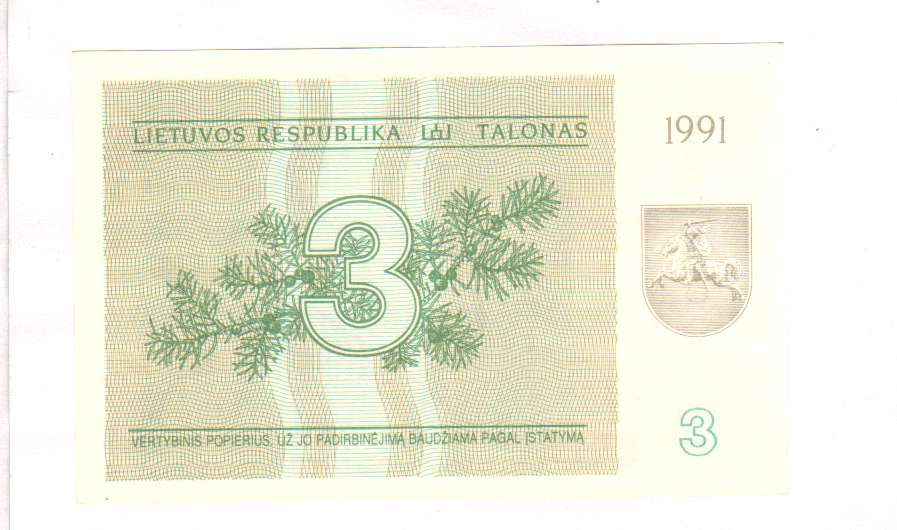 LIETUVOS RESPUBLIKA TALONAS
1991
3
VERTYBINIS POPIERIUS, UŽ JO PADIRBINĖJIMĄ BAUDŽIAMA PAGAL ĮSTATYMĄ
3